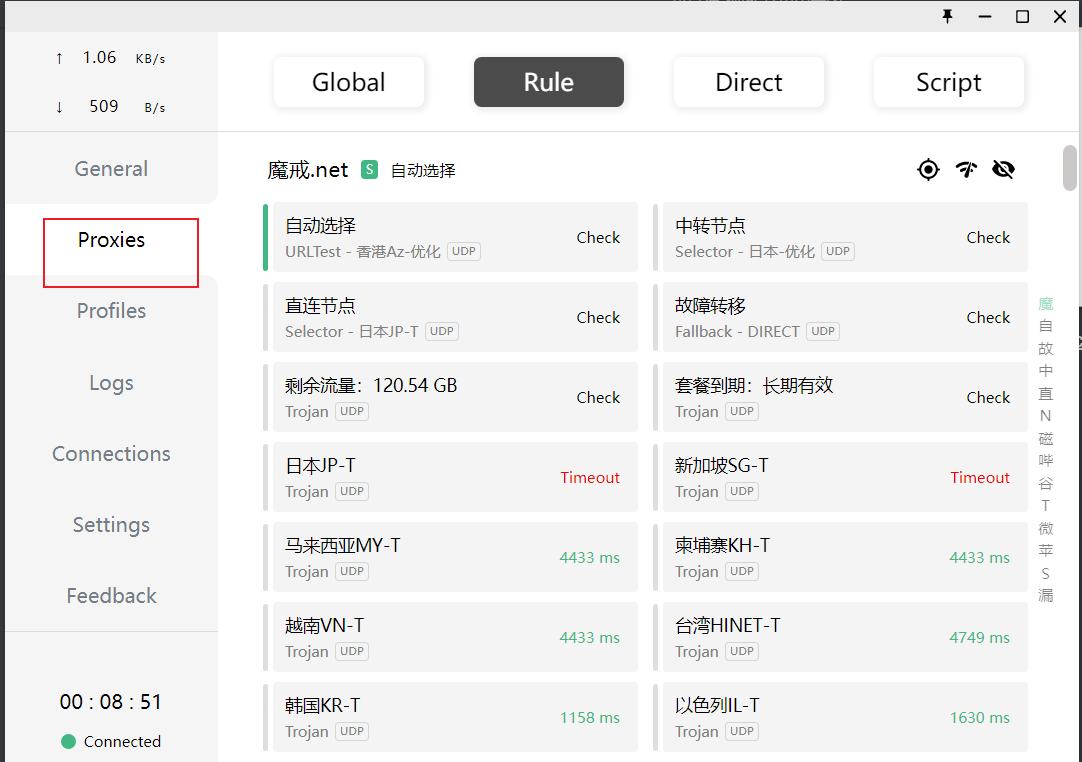 ↑ 1.06 KB/s
↓ 509 B/s
General
Proxies
Profiles
Logs
Connections
Settings
Feedback
00 : 08 : 51
Connected
Global Rule Direct Script
魔戒.net S 自动选择
自动选择
URLTest - 香港Az-优化 UDP
Check
中转节点
Selector - 日本-优化 UDP
Check
直连节点
Selector - 日本JP-T UDP
Check
故障转移
Fallback - DIRECT UDP
Check
剩余流量：120.54 GB
Trojan UDP
Check
套餐到期：长期有效
Trojan UDP
Check
日本JP-T
Trojan UDP
Timeout
新加坡SG-T
Trojan UDP
Timeout
马来西亚MY-T
Trojan UDP
4433 ms
柬埔寨KH-T
Trojan UDP
4433 ms
越南VN-T
Trojan UDP
4433 ms
台湾HINET-T
Trojan UDP
4749 ms
韩国KR-T
Trojan UDP
1158 ms
以色列IL-T
Trojan UDP
1630 ms
魔
自
故
中
直
N
磁
哔
谷
T
微
苹
S
漏